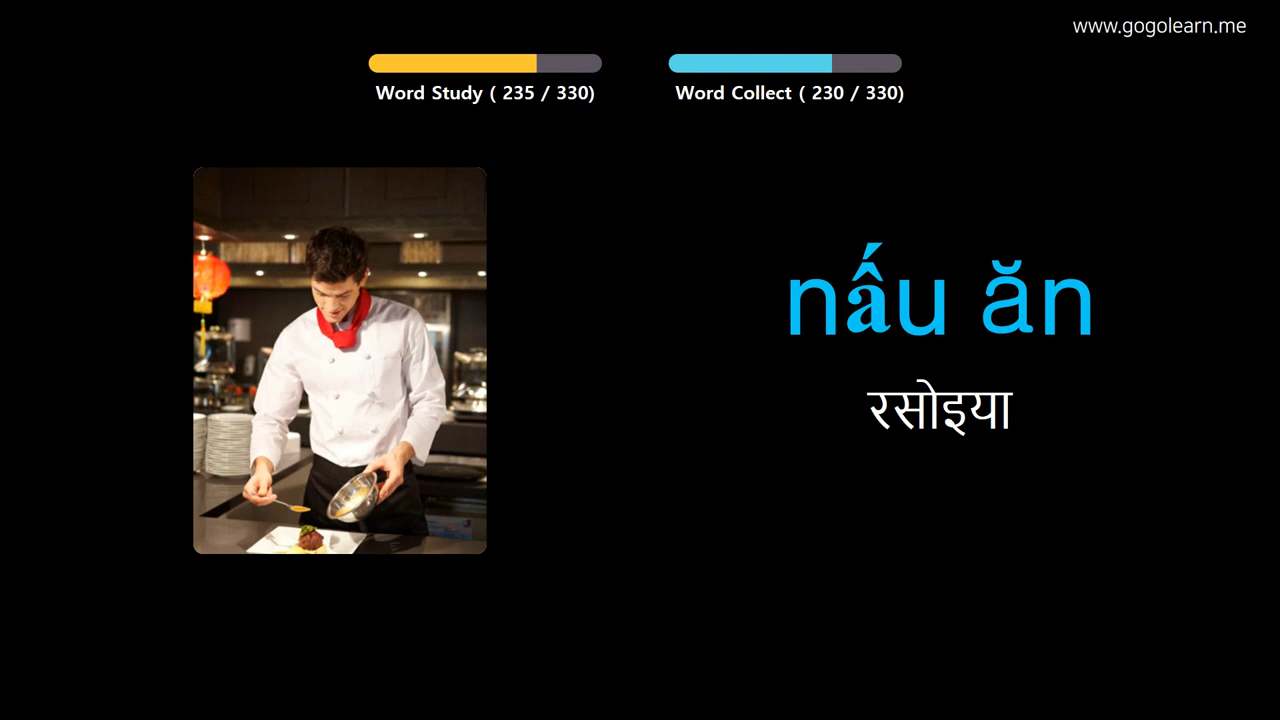 www.gogolearn.me
Word Study ( 235 / 330)
Word Collect ( 230 / 330)
nấu ăn
रसोइया